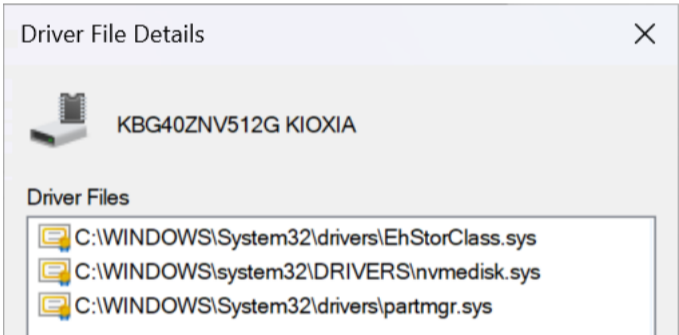 Driver File Details
KBG40ZNV512G KIOXIA
Driver Files
C:\WINDOWS\System32\drivers\EhStorClass.sys
C:\WINDOWS\system32\DRIVERS\nvmedisk.sys
C:\WINDOWS\System32\drivers\partmgr.sys